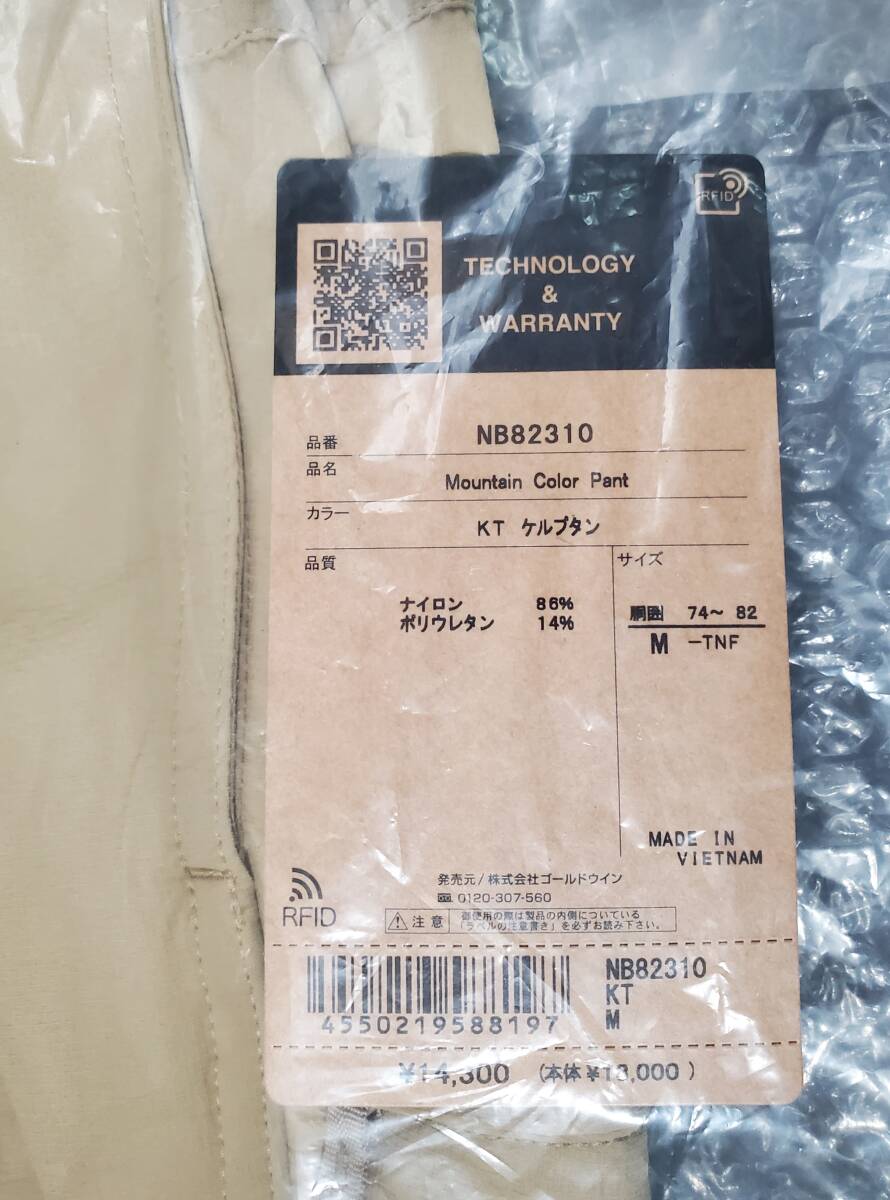 RFID
TECHNOLOGY
&
WARRANTY
品番 NB82310
品名 Mountain Color Pant
カラー KT ケルプタン
品質
ナイロン 86%
ポリウレタン 14%
サイズ
胴囲 74～ 82
M -TNF
MADE IN
VIETNAM
RFID
発売元/株式会社ゴールドウイン
0120-307-560
注意
御使用の際は製品の内側についている
「ラベルの注意書き」を必ずお読み下さい。
4550219588197
NB82310
KT
M
¥14,300 (本体¥13,000 )